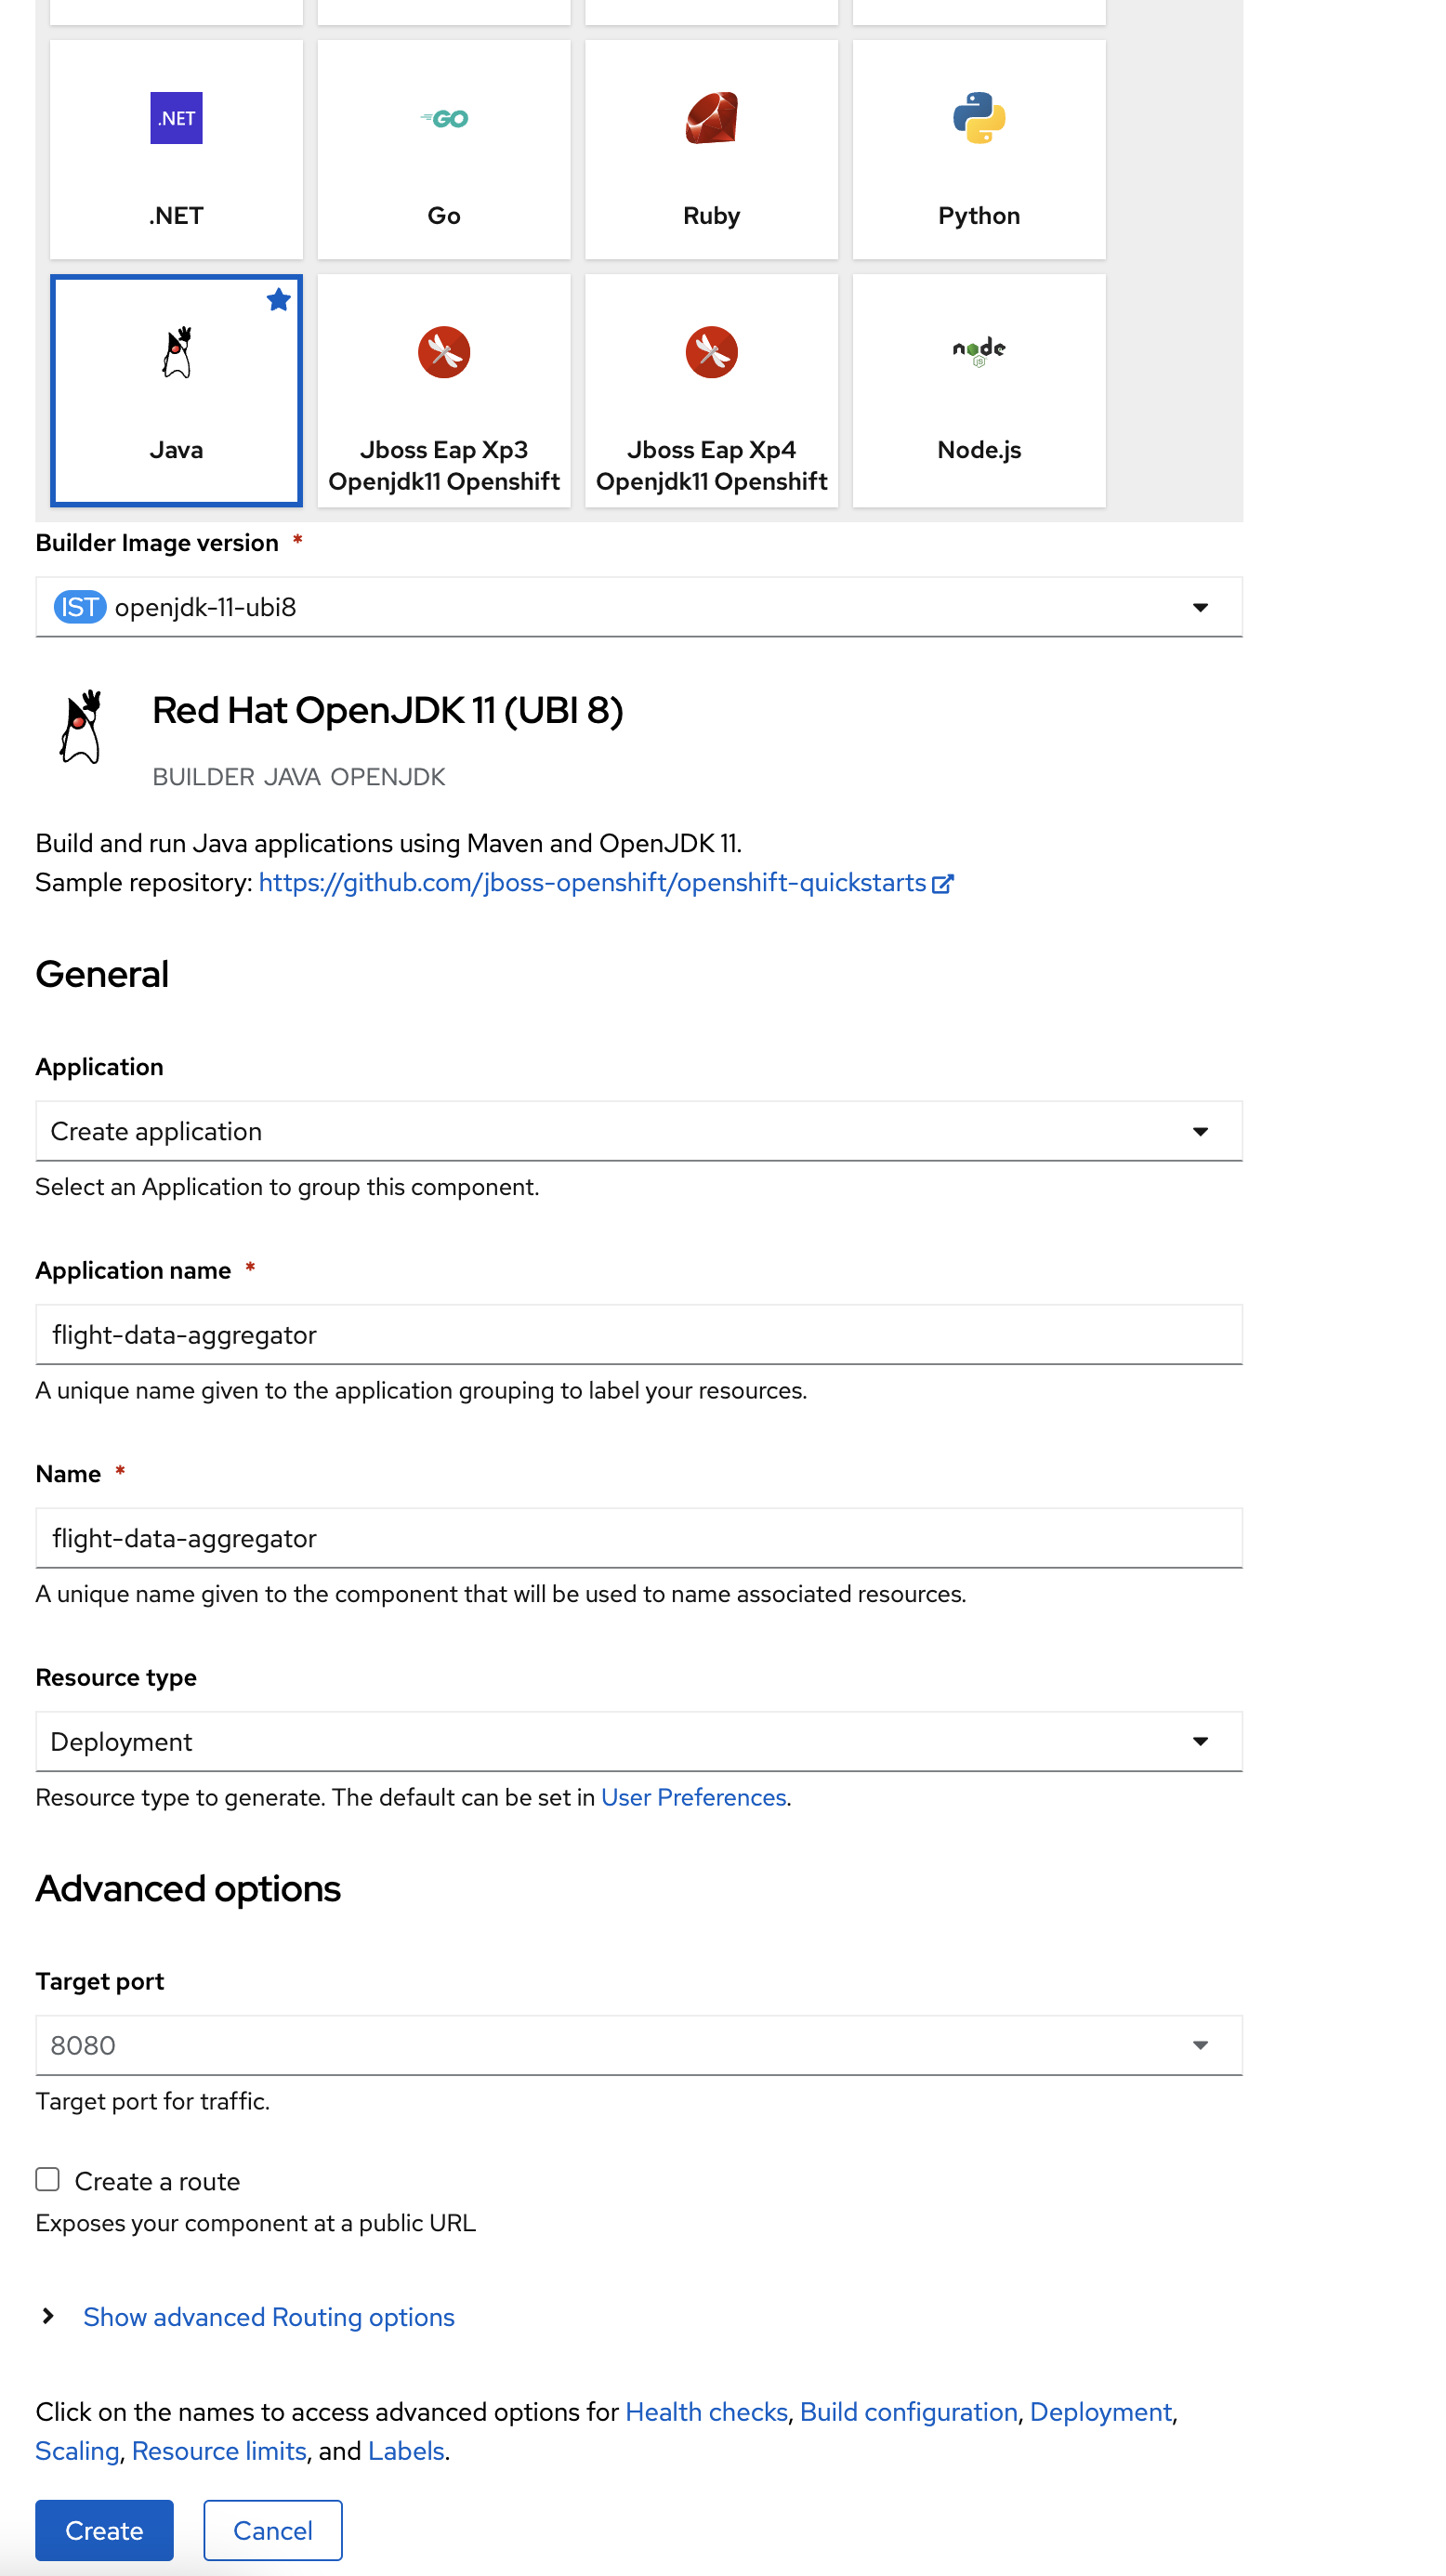 .NET
GO
.NET
Go
Ruby
Python
node
JS
Java
Jboss Eap Xp3
Openjdk11 Openshift
Jboss Eap Xp4
Openjdk11 Openshift
Node.js
Builder Image version *
IST openjdk-11-ubi8
Red Hat OpenJDK 11 (UBI 8)
BUILDER JAVA OPENJDK
Build and run Java applications using Maven and OpenJDK 11.
Sample repository: https://github.com/jboss-openshift/openshift-quickstarts
General
Application
Create application
Select an Application to group this component.
Application name *
flight-data-aggregator
A unique name given to the application grouping to label your resources.
Name *
flight-data-aggregator
A unique name given to the component that will be used to name associated resources.
Resource type
Deployment
Resource type to generate. The default can be set in User Preferences.
Advanced options
Target port
8080
Target port for traffic.
Create a route
Exposes your component at a public URL
Show advanced Routing options
Click on the names to access advanced options for Health checks, Build configuration, Deployment,
Scaling, Resource limits, and Labels.
Create
Cancel